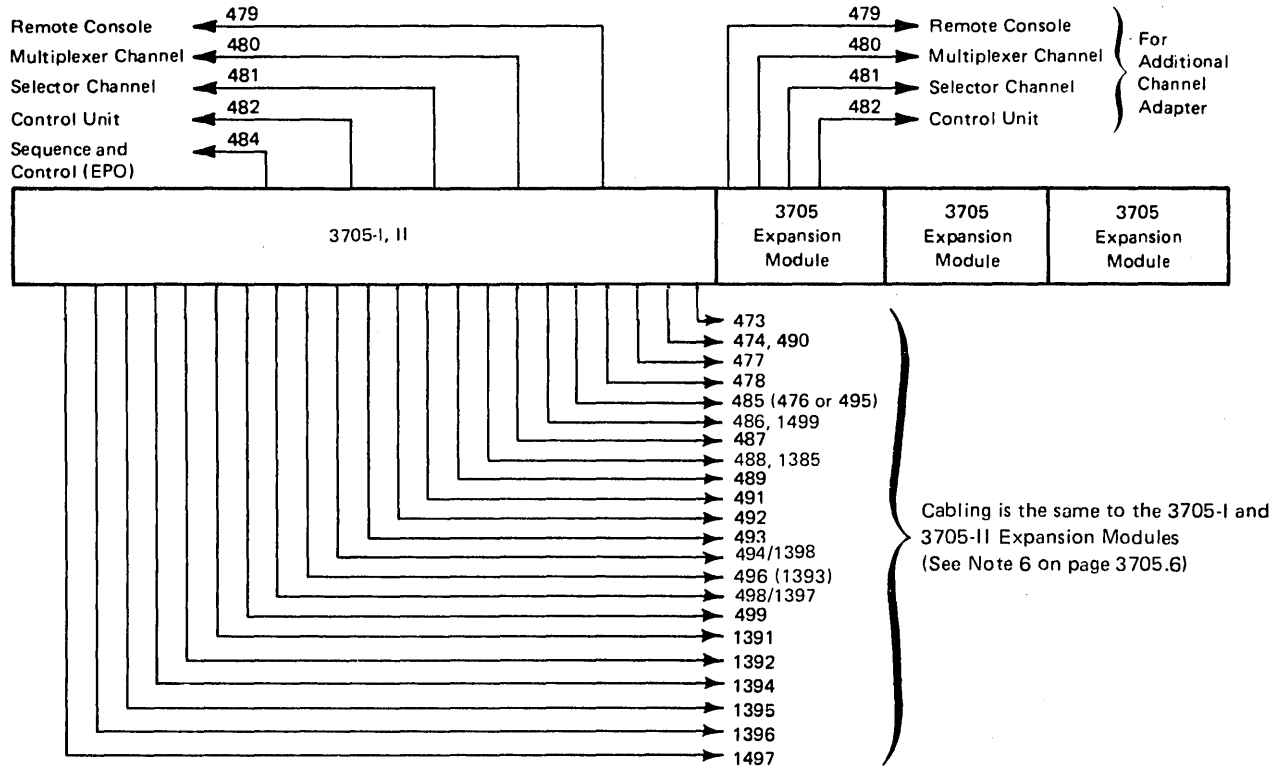 479
Remote Console
480
Multiplexer Channel
481
Selector Channel
482
Control Unit
484
Sequence and
Control (EPO)
479
Remote Console
480
Multiplexer Channel
481
Selector Channel
482
Control Unit
For
Additional
Channel
Adapter
3705-I, II
3705
Expansion
Module
3705
Expansion
Module
3705
Expansion
Module
473
474, 490
477
478
485 (476 or 495)
486, 1499
487
488, 1385
489
491
492
493
494/1398
496 (1393)
498/1397
499
1391
1392
1394
1395
1396
1497
Cabling is the same to the 3705-I and
3705-II Expansion Modules
(See Note 6 on page 3705.6)